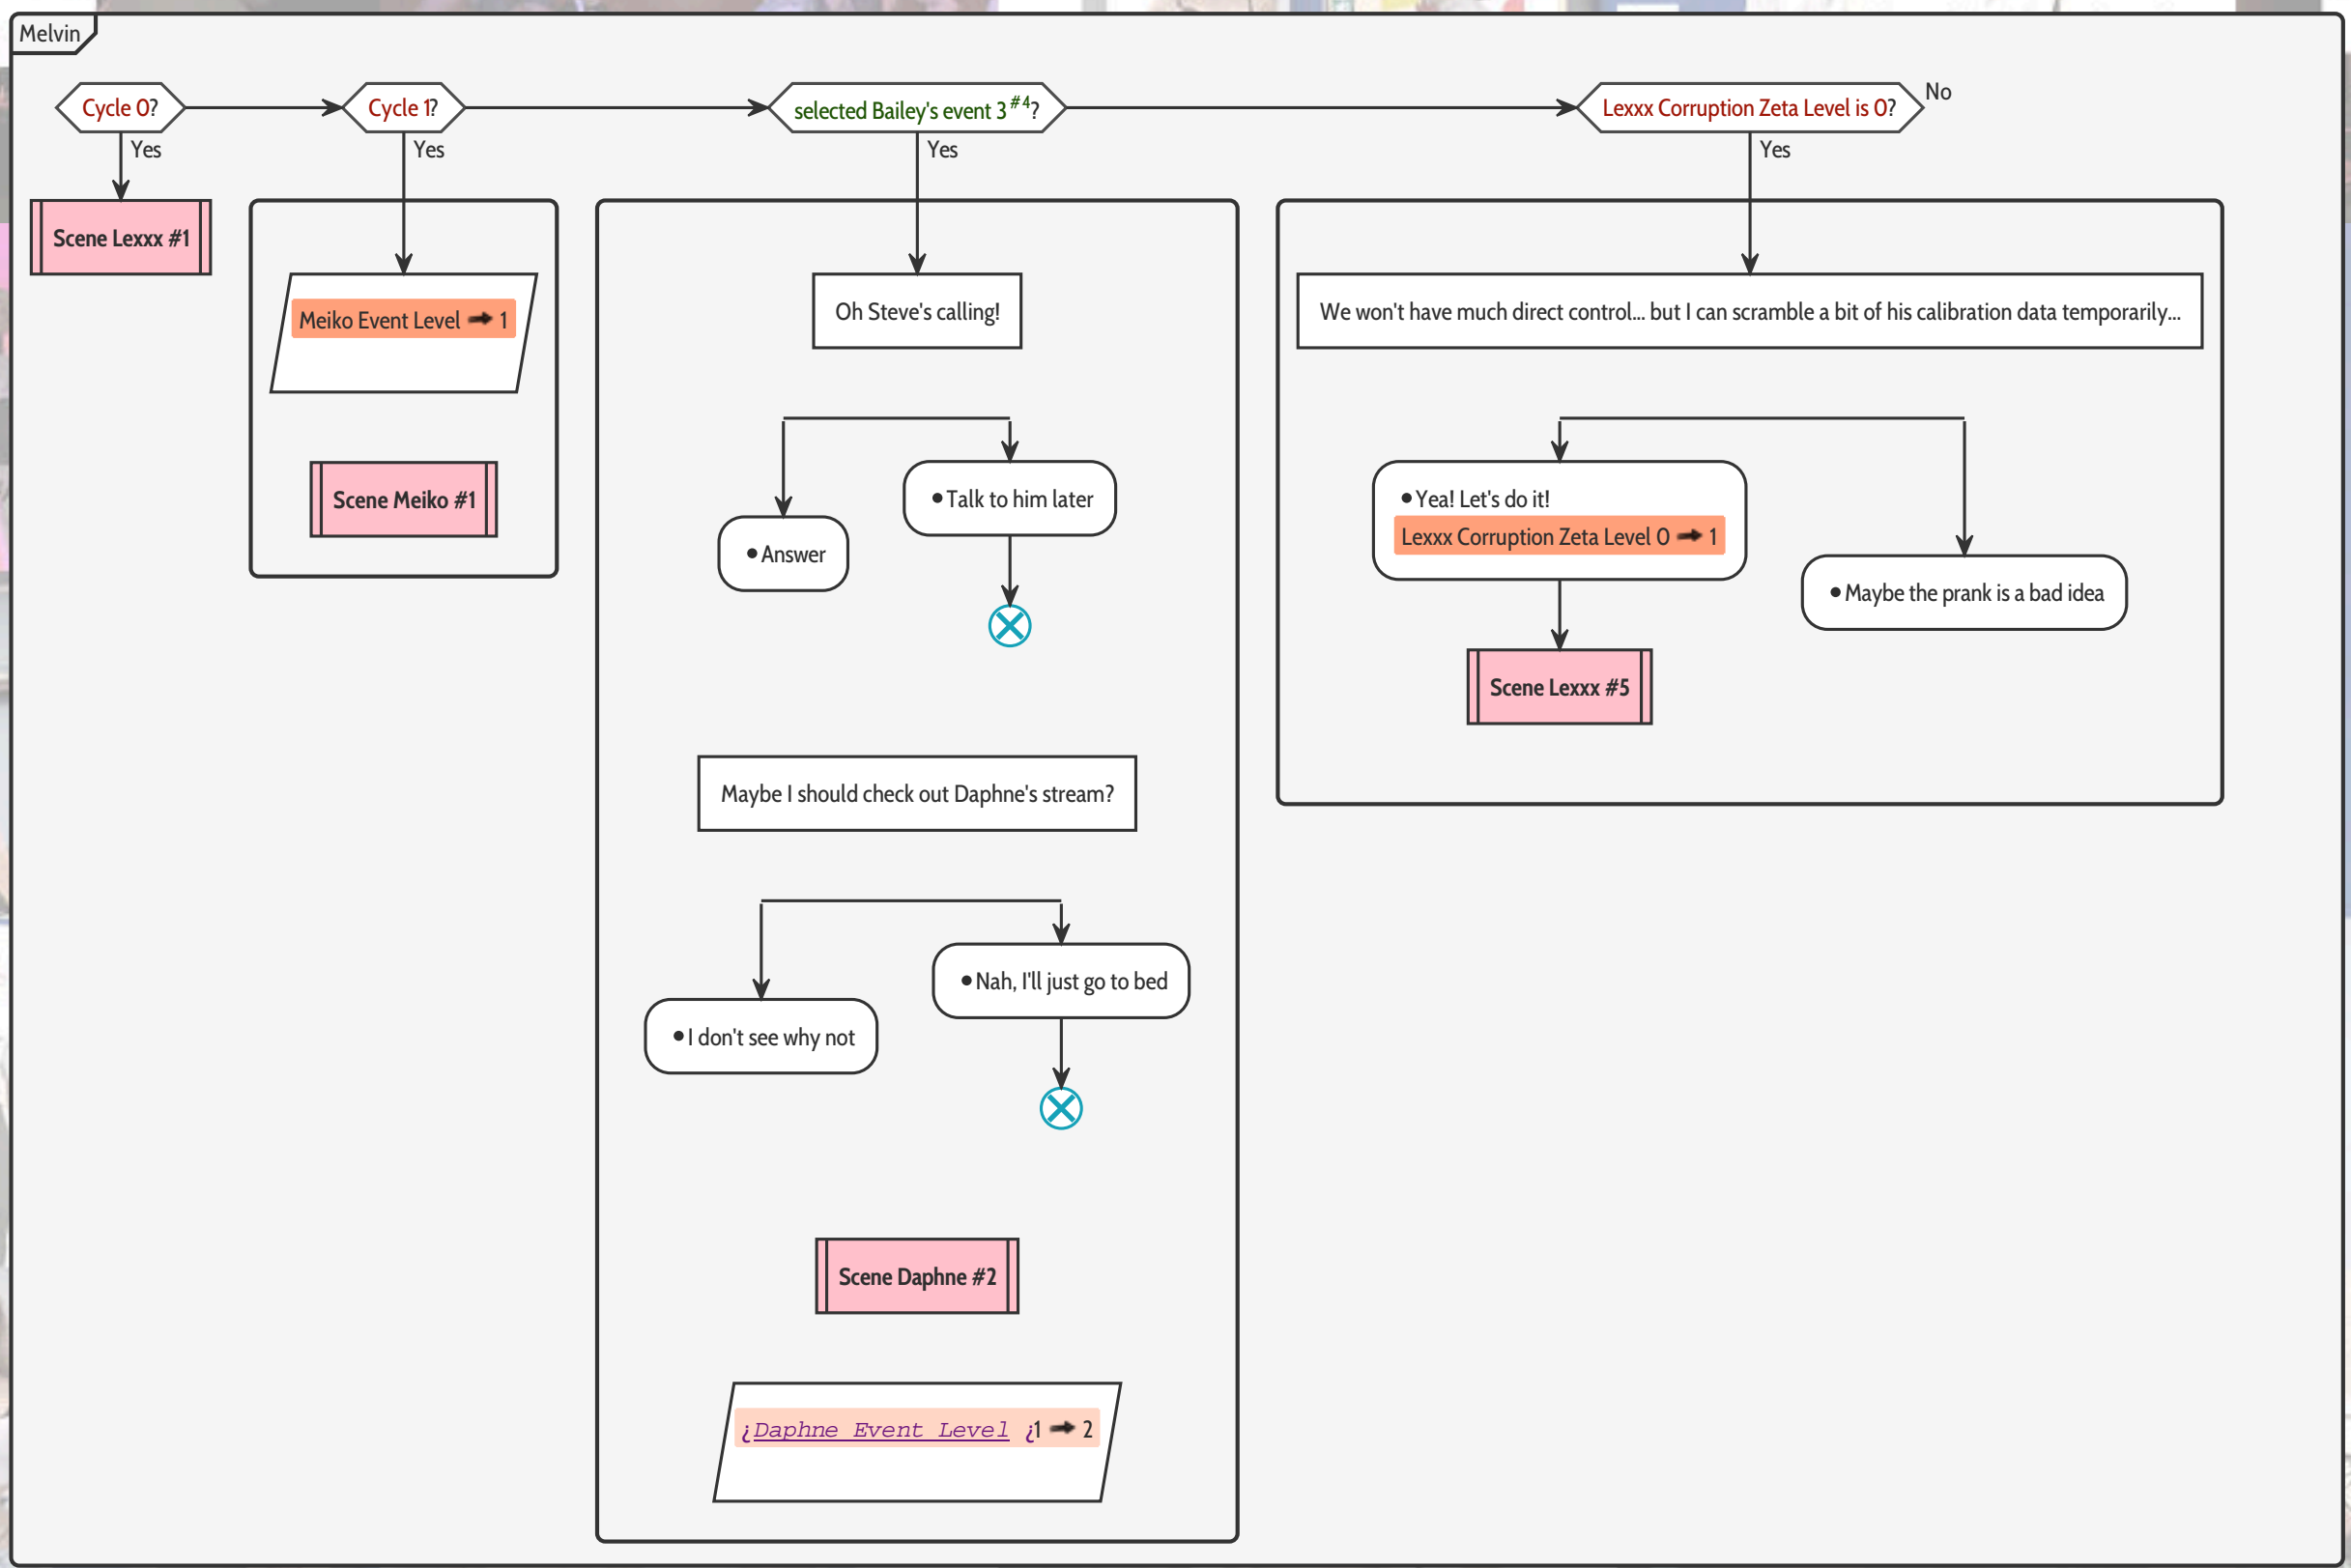 Melvin
Cycle 0?
Cycle 1?
selected Bailey's event 3 #4?
Lexxx Corruption Zeta Level is 0?
No
Yes
Yes
Yes
Yes
Scene Lexxx #1
Meiko Event Level ➡ 1
Scene Meiko #1
Oh Steve's calling!
• Answer
• Talk to him later
Maybe I should check out Daphne's stream?
• I don't see why not
• Nah, I'll just go to bed
Scene Daphne #2
¿Daphne Event Level ¿1 ➡ 2
We won't have much direct control... but I can scramble a bit of his calibration data temporarily...
• Yea! Let's do it!
Lexxx Corruption Zeta Level 0 ➡ 1
• Maybe the prank is a bad idea
Scene Lexxx #5